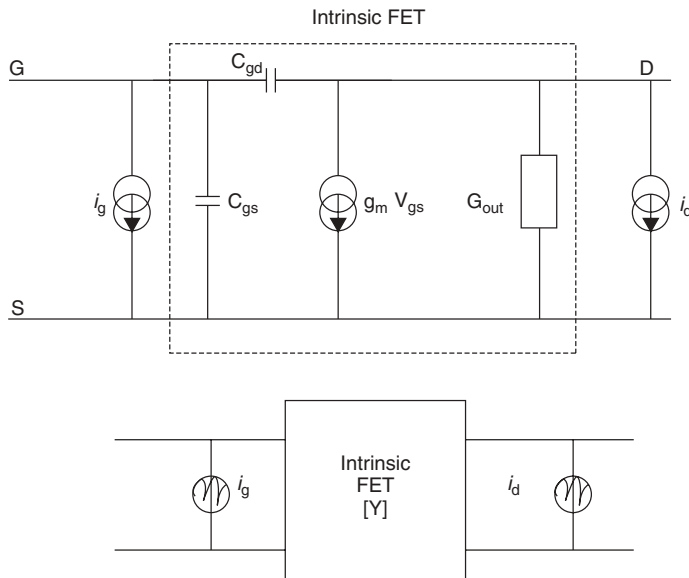 Intrinsic FET
G
C_gd
D
i_g
C_gs
g_m V_gs
G_out
i_d
S
Intrinsic
FET
[Y]
i_g
i_d